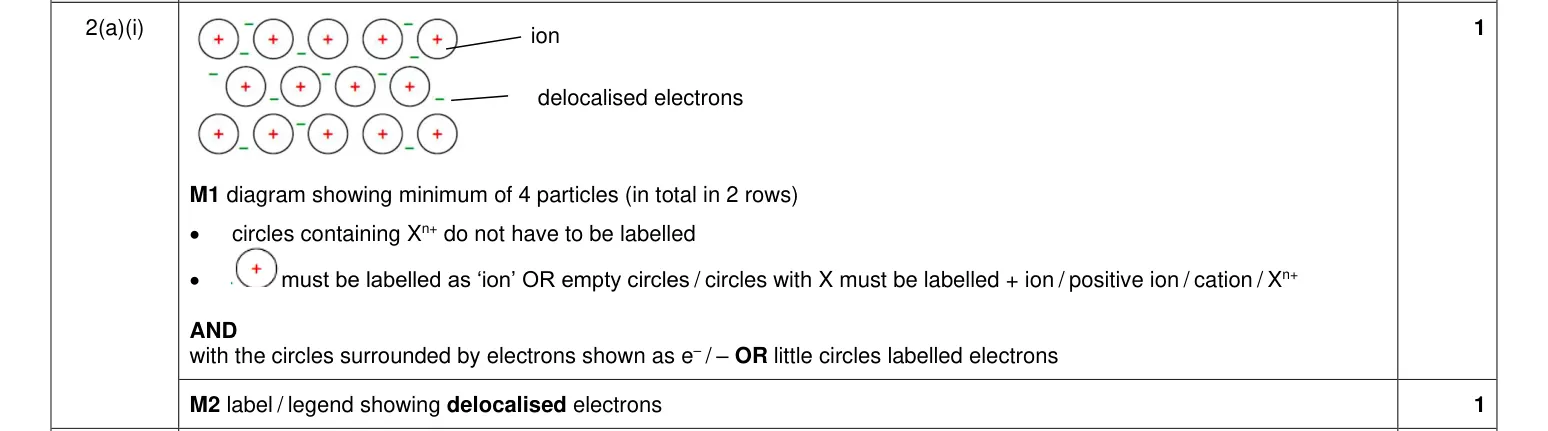 2(a)(i)
1
ion
delocalised electrons
M1 diagram showing minimum of 4 particles (in total in 2 rows)
• circles containing Xⁿ⁺ do not have to be labelled
• + must be labelled as ‘ion’ OR empty circles / circles with X must be labelled + ion / positive ion / cation / Xⁿ⁺
AND
with the circles surrounded by electrons shown as e⁻ / – OR little circles labelled electrons
M2 label / legend showing delocalised electrons
1